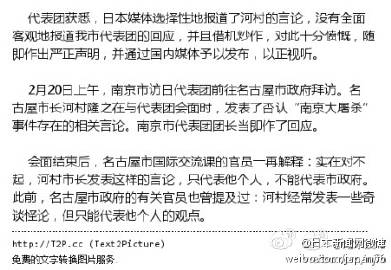 代表团获悉，日本媒体选择性地报道了河村的言论，没有全面
客观地报道我市代表团的回应，并且借机炒作，对此十分愤慨，随
即作出严正声明，并通过国内媒体予以发布，以正视听。
2月20日上午，南京市访日代表团前往名古屋市政府拜访。名
古屋市长河村隆之在与代表团会面时，发表了否认“南京大屠杀”
事件存在的相关言论。南京市代表团团长当即作了回应。
会面结束后，名古屋市国际交流课的官员一再解释：实在对不
起，河村市长发表这样的言论，只代表他个人，不能代表市政府。
此前，名古屋市政府的有关官员也曾提及过：河村经常发表一些奇
谈怪论，但只能代表他个人的观点。
http://T2P.cc (Text2Picture)
免费的文字转换图片服务.
@日本新闻网微博